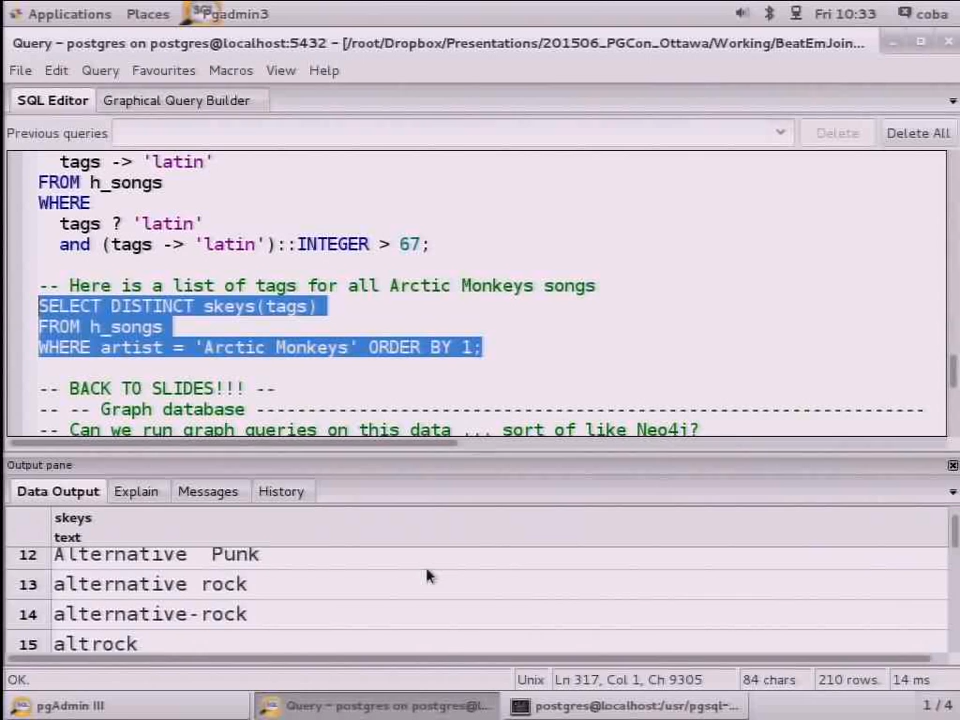 Applications Places Pgadmin3 Fri 10:33 coba
Query - postgres on postgres@localhost:5432 - [/root/Dropbox/Presentations/201506_PGCon_Ottawa/Working/BeatEmJoin...
File Edit Query Favourites Macros View Help
SQL Editor Graphical Query Builder
Previous queries Delete Delete All
tags -> 'latin'
FROM h_songs
WHERE
tags ? 'latin'
and (tags -> 'latin')::INTEGER > 67;
-- Here is a list of tags for all Arctic Monkeys songs
SELECT DISTINCT skeys(tags)
FROM h_songs
WHERE artist = 'Arctic Monkeys' ORDER BY 1;
-- BACK TO SLIDES!!! --
-- -- Graph database ----------------------------------------------------------------
-- Can we run graph queries on this data ... sort of like Neo4j?
Output pane
Data Output Explain Messages History
skeys
text
12 Alternative  Punk
13 alternative rock
14 alternative-rock
15 altrock
OK. Unix Ln 317, Col 1, Ch 9305 84 chars 210 rows. 14 ms
pgAdmin III Query - postgres on postgres@l... postgres@localhost:/usr/pgsql-... 1 / 4